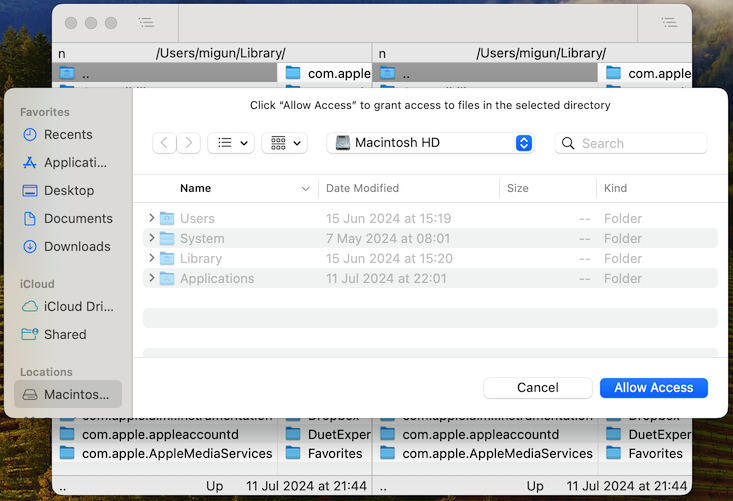 n /Users/migun/Library/ n /Users/migun/Library/
.. com.apple .. com.apple
Click “Allow Access” to grant access to files in the selected directory
Favorites
Recents
Applicati...
Desktop
Documents
Downloads
iCloud
iCloud Dri...
Shared
Locations
Macintos...
Macintosh HD Search
Name Date Modified Size Kind
Users 15 Jun 2024 at 15:19 -- Folder
System 7 May 2024 at 08:01 -- Folder
Library 15 Jun 2024 at 15:20 -- Folder
Applications 11 Jul 2024 at 22:01 -- Folder
Cancel Allow Access
Dropbox Dropbox
com.apple.appleaccountd DuetExper com.apple.appleaccountd DuetExper
com.apple.AppleMediaServices Favorites com.apple.AppleMediaServices Favorites
.. Up 11 Jul 2024 at 21:44 .. Up 11 Jul 2024 at 21:44